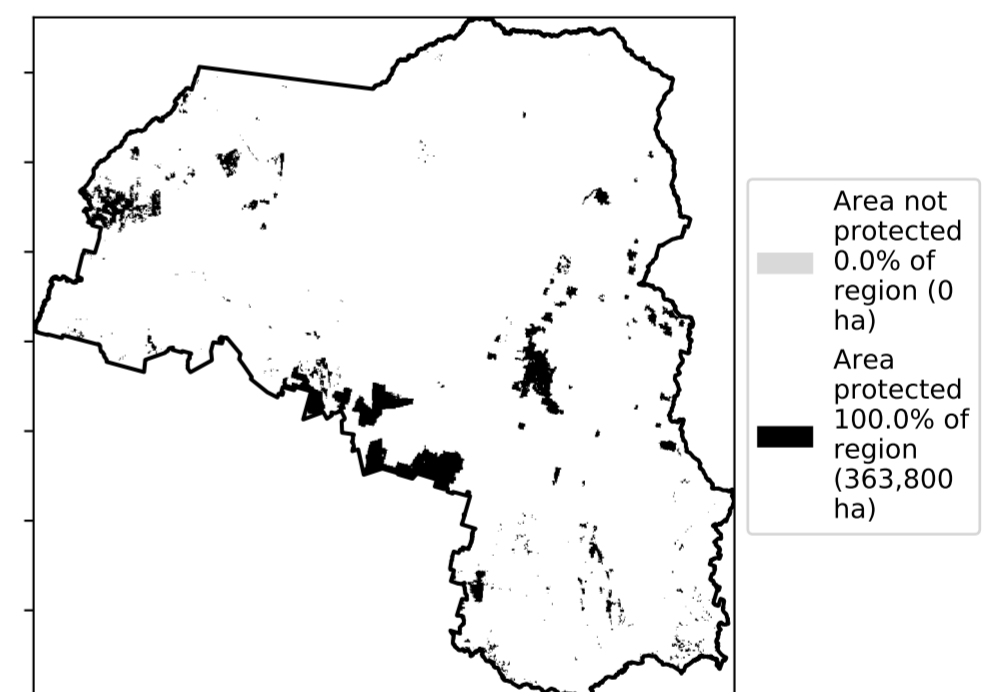 Area not
protected
0.0% of
region (0
ha)
Area
protected
100.0% of
region
(363,800
ha)